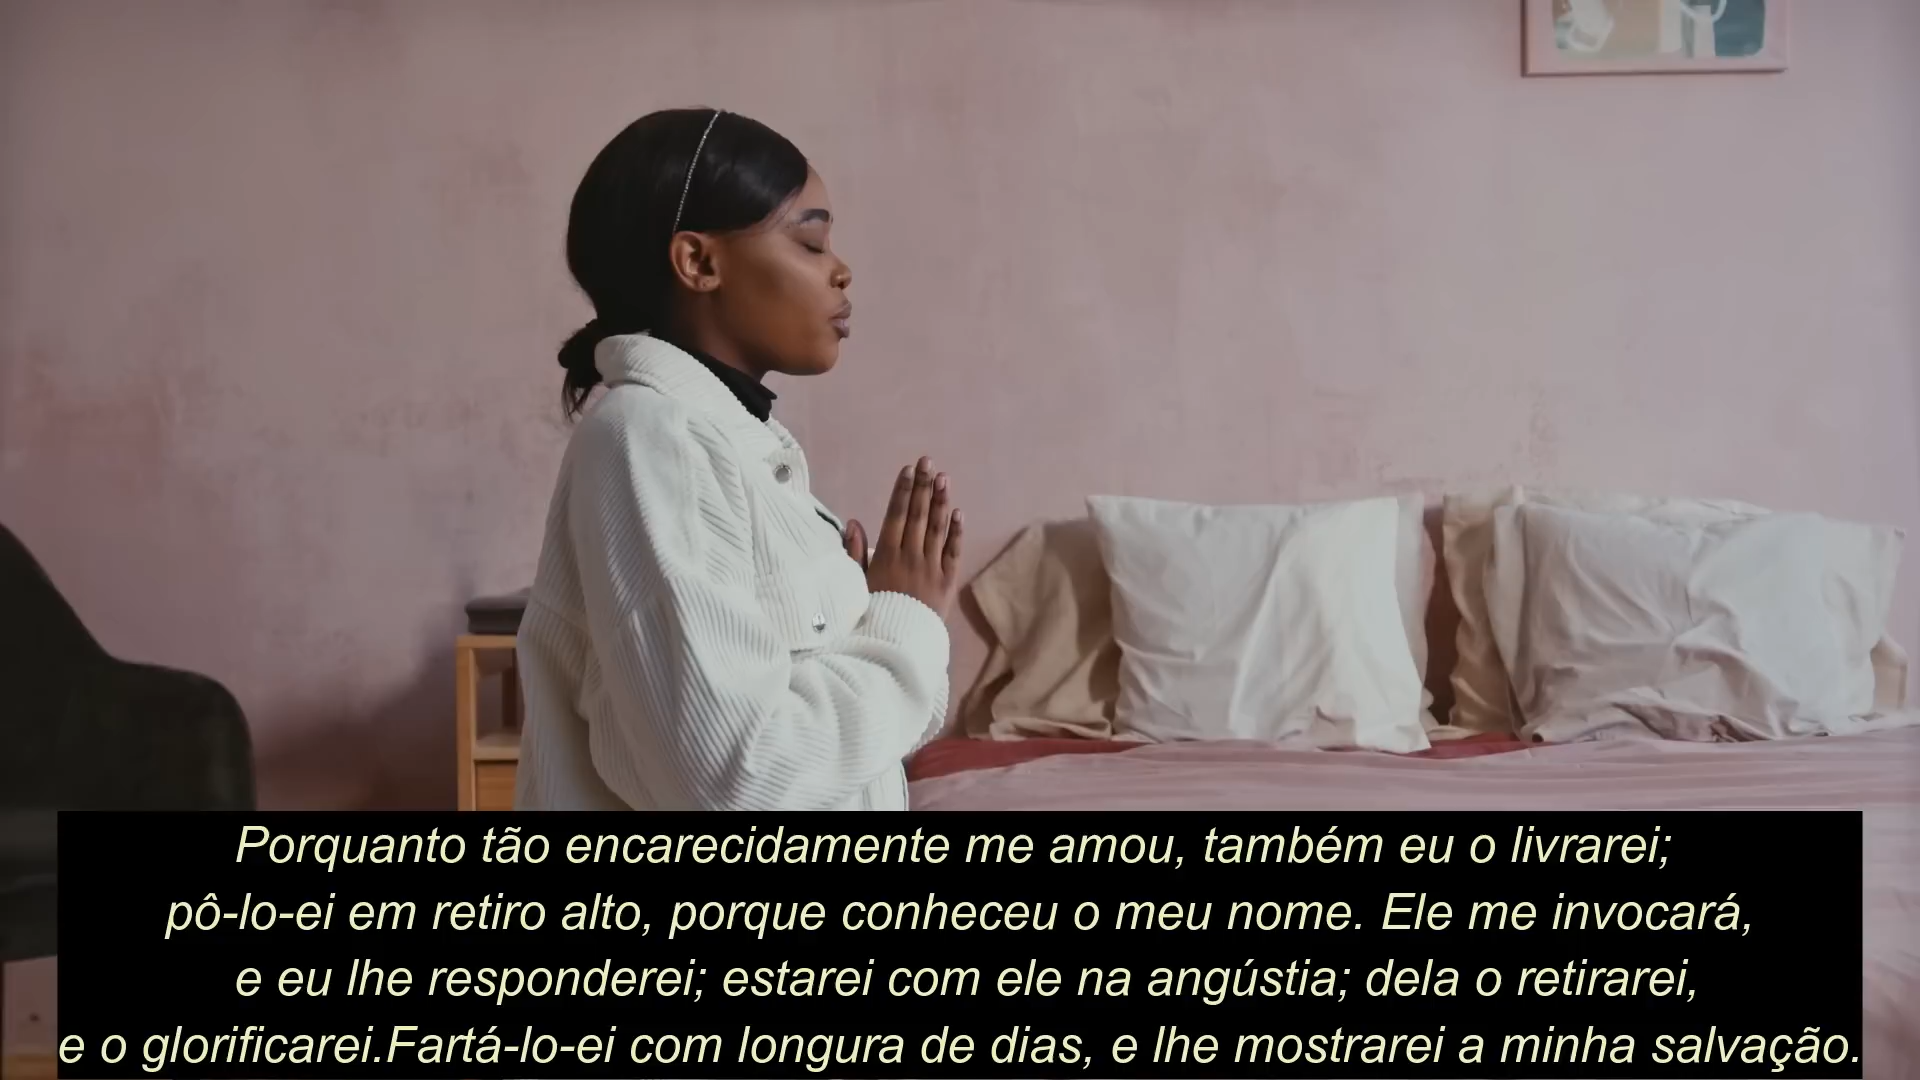 Porquanto tão encarecidamente me amou, também eu o livrarei;
pô-lo-ei em retiro alto, porque conheceu o meu nome. Ele me invocará,
e eu lhe responderei; estarei com ele na angústia; dela o retirarei,
e o glorificarei.Fartá-lo-ei com longura de dias, e lhe mostrarei a minha salvação.